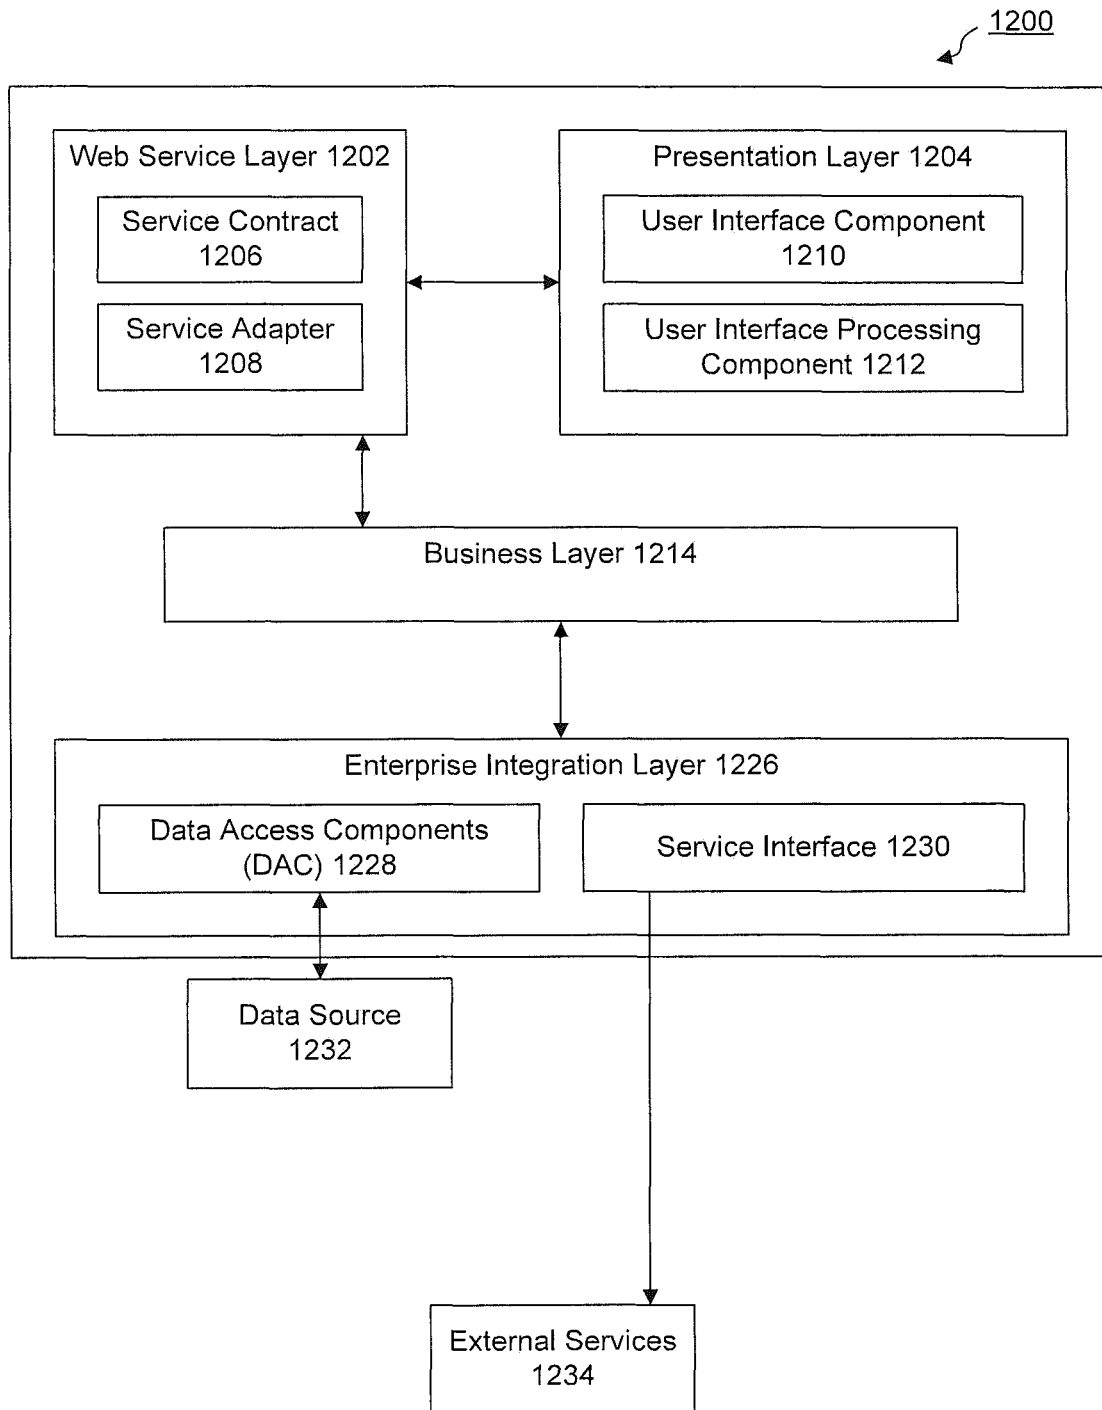 1200
Web Service Layer 1202
Service Contract
1206
Service Adapter
1208
Presentation Layer 1204
User Interface Component
1210
User Interface Processing
Component 1212
Business Layer 1214
Enterprise Integration Layer 1226
Data Access Components
(DAC) 1228
Service Interface 1230
Data Source
1232
External Services
1234